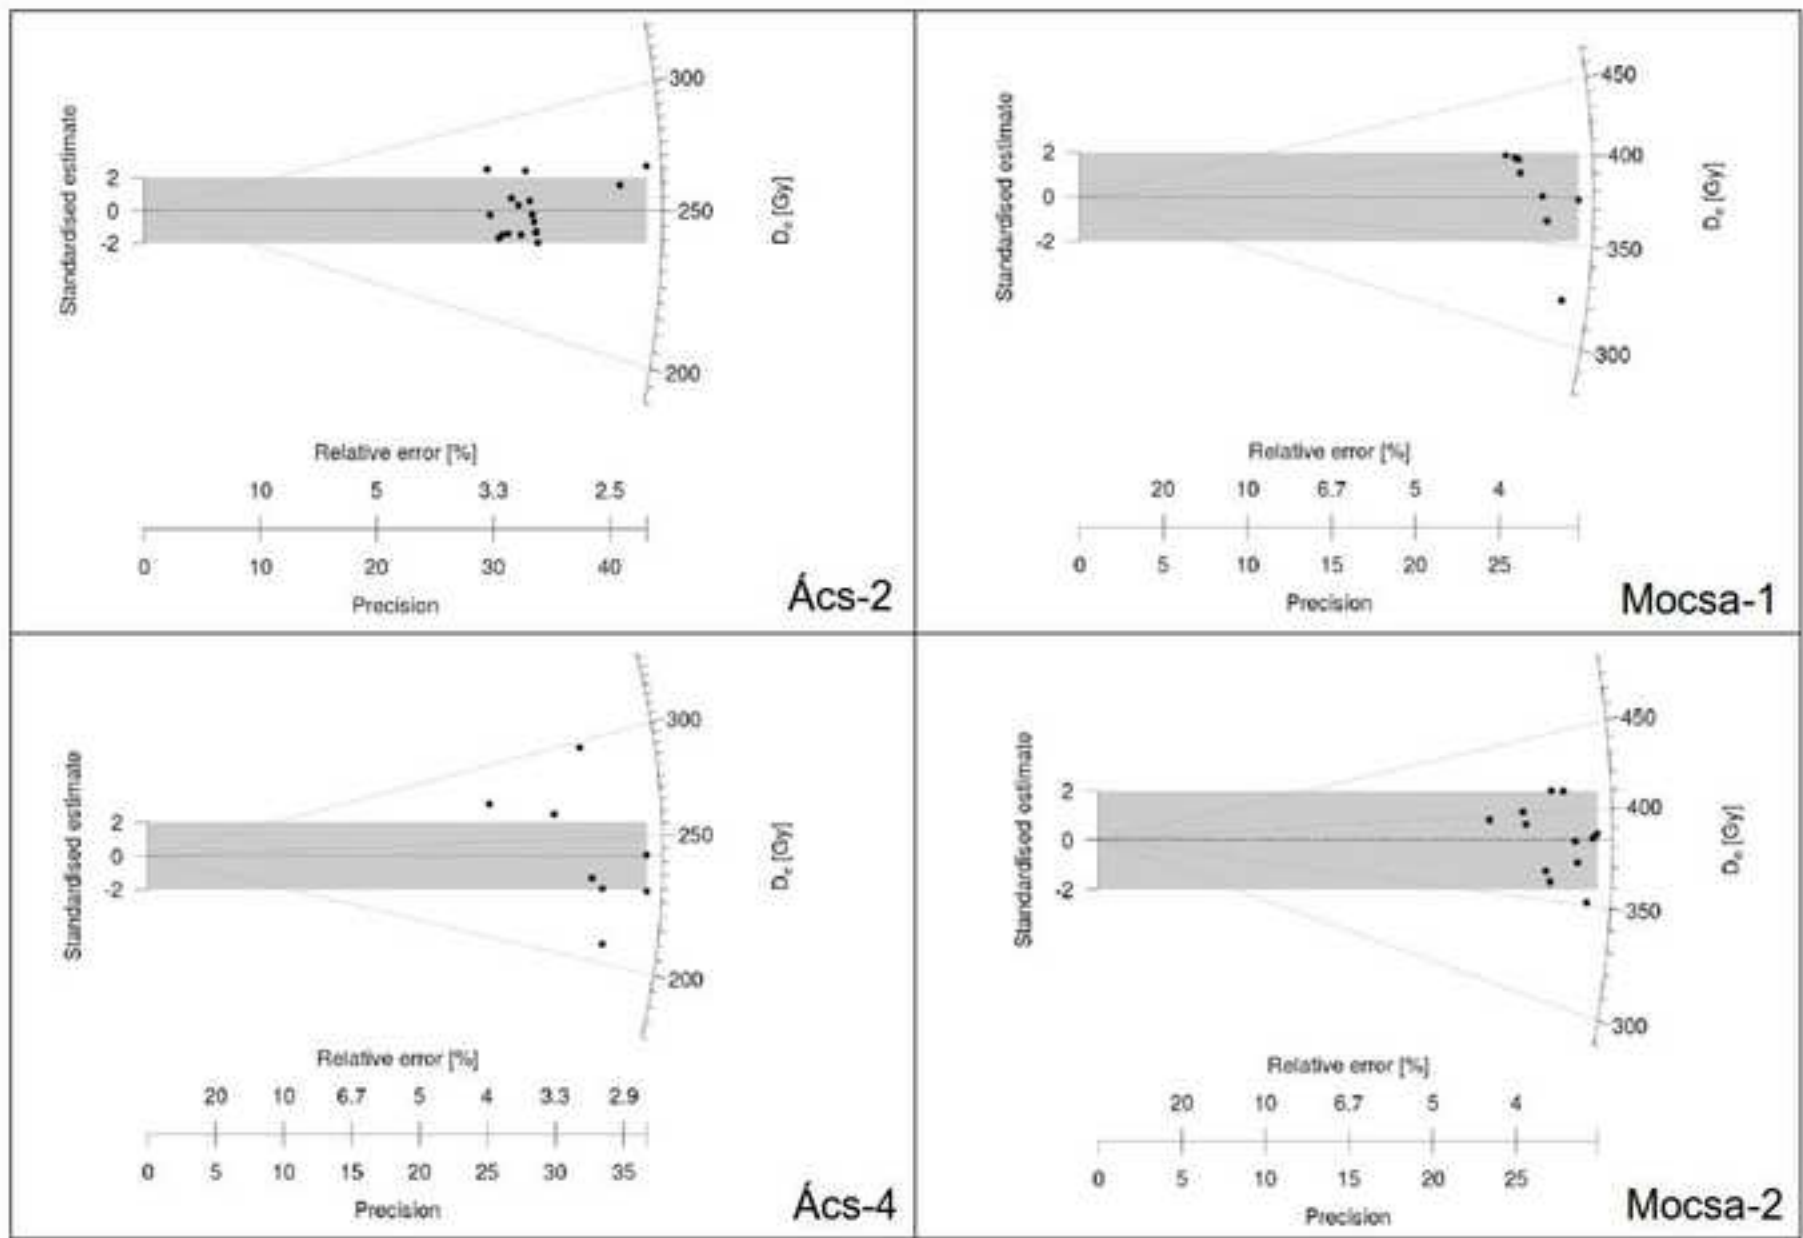 300
Standardised estimate
2
0
-2
250
Dₑ [Gy]
200
Relative error [%]
10 5 3.3 2.5
0 10 20 30 40
Precision
Ács-2
450
Standardised estimate
2
0
-2
400
Dₑ [Gy]
350
300
Relative error [%]
20 10 6.7 5 4
0 5 10 15 20 25
Precision
Mocsa-1
300
Standardised estimate
2
0
-2
250
Dₑ [Gy]
200
Relative error [%]
20 10 6.7 5 4 3.3 2.9
0 5 10 15 20 25 30 35
Precision
Ács-4
450
Standardised estimate
2
0
-2
400
Dₑ [Gy]
350
300
Relative error [%]
20 10 6.7 5 4
0 5 10 15 20 25
Precision
Mocsa-2